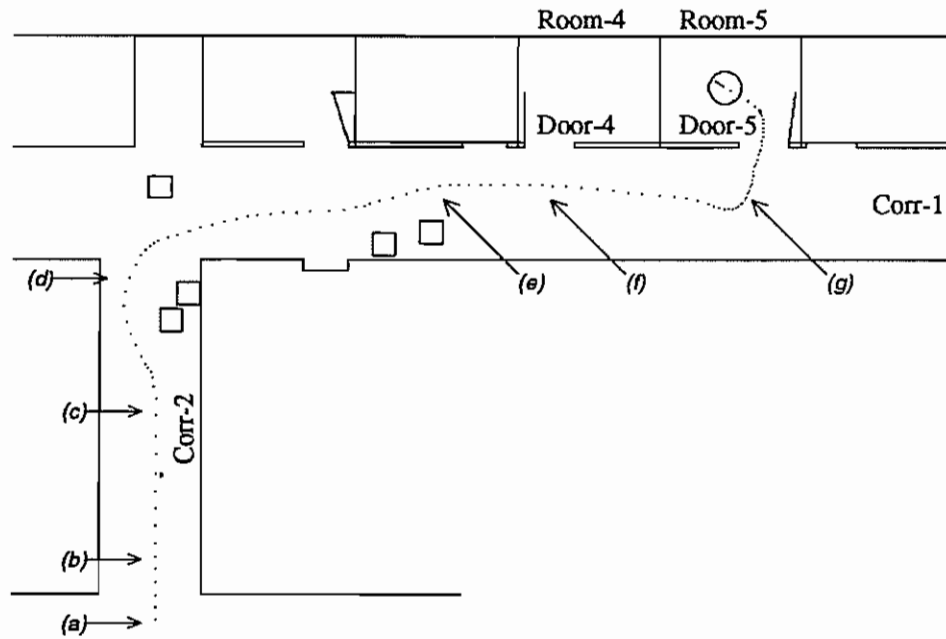 Room-4 Room-5
Door-4 Door-5
Corr-1
(d) (e) (f) (g)
(c)
Corr-2
(b)
(a)